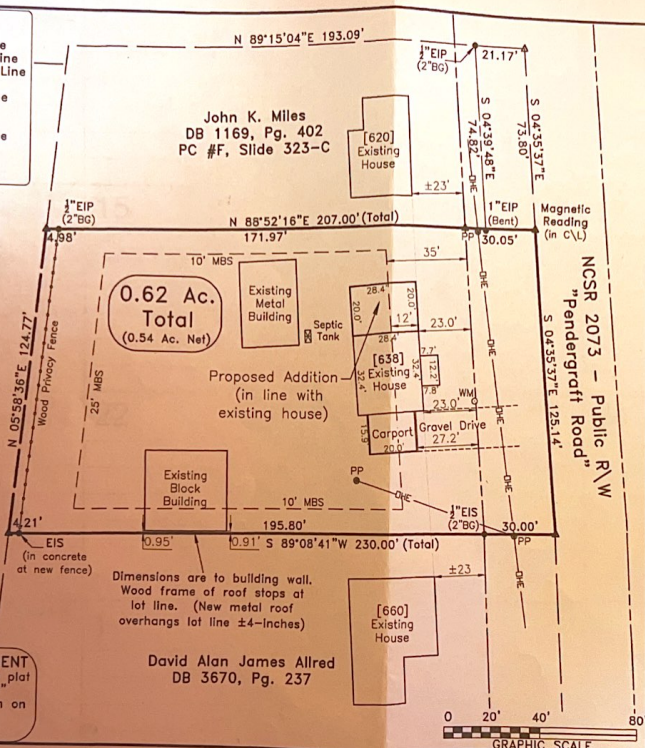 e
ine
Line
e
e
N 89°15'04"E 193.09'
½"EIP
(2"BG)
21.17'
John K. Miles
DB 1169, Pg. 402
PC #F, Slide 323-C
[620]
Existing
House
±23'
S 04°39'48"E
74.82'
OHE
S 04°35'37"E
73.80'
½"EIP
(2"BG)
N 88°52'16"E 207.00'(Total)
1"EIP
(Bent)
Magnetic
Reading
(in C\L)
4.98'
171.97'
PP
30.05'
10' MBS
35'
OHE
0.62 Ac.
Total
(0.54 Ac. Net)
Existing
Metal
Building
Septic
Tank
28.4'
20.0'
20.0'
12'
23.0'
28.4'
[638]
Existing
House
32.4'
32.4'
7.7'
12.2'
7.8'
Proposed Addition
(in line with
existing house)
N 05°58'36"E 124.77'
Wood Privacy Fence
25' MBS
OHE
WM
23.0'
Carport
Gravel Drive
27.2'
15.9'
20.0'
S 04°35'37"E 125.14'
NCSR 2073 - Public R\W
"Pendergraft Road"
Existing
Block
Building
PP
OHE
OHE
10' MBS
½"EIS
(2"BG)
4.21'
195.80'
30.00'
PP
EIS
(in concrete
at new fence)
0.95'
0.91'
S 89°08'41"W 230.00' (Total)
OHE
Dimensions are to building wall.
Wood frame of roof stops at
lot line. (New metal roof
overhangs lot line ±4-inches)
±23
[660]
Existing
House
David Alan James Allred
DB 3670, Pg. 237
ENT
plat
on
0 20' 40' 80'
GRAPHIC SCALE